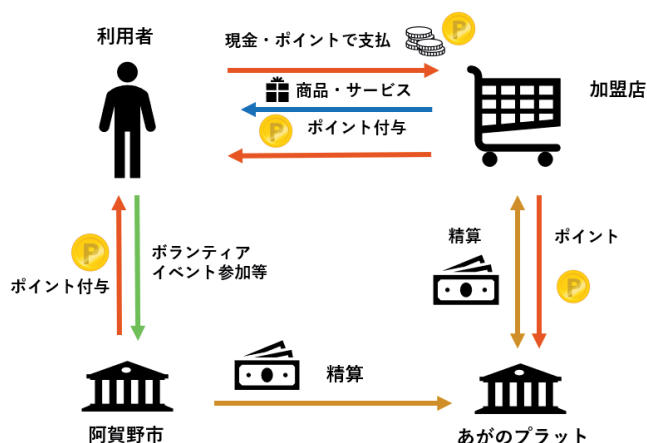 利用者
現金・ポイントで支払
P
商品・サービス
加盟店
P
ポイント付与
P
ポイント付与
ボランティア
イベント参加等
精算
ポイント
P
精算
阿賀野市
あがのプラット